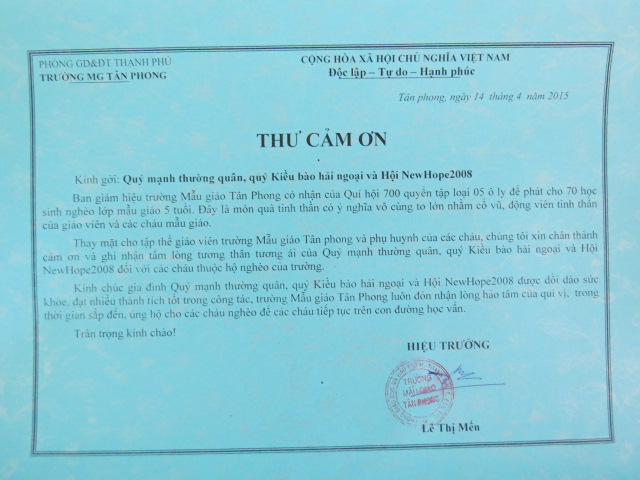 PHÒNG GD&ĐT THẠNH PHÚ
TRƯỜNG MG TÂN PHONG
CỘNG HÒA XÃ HỘI CHỦ NGHĨA VIỆT NAM
Độc lập – Tự do – Hạnh phúc
Tân phong, ngày 14 tháng 4 năm 2015
THƯ CẢM ƠN
Kính gởi: Quý mạnh thường quân, quý Kiều bào hải ngoại và Hội NewHope2008
Ban giám hiệu trường Mẫu giáo Tân Phong có nhận của Quí hội 700 quyển tập loại 05 ô ly để phát cho 70 học
sinh nghèo lớp mẫu giáo 5 tuổi. Đây là món quà tinh thần có ý nghĩa vô cùng to lớn nhằm cổ vũ, động viên tinh thần
của giáo viên và các cháu mẫu giáo.
Thay mặt cho tập thể giáo viên trường Mẫu giáo Tân phong và phụ huynh của các cháu, chúng tôi xin chân thành
cảm ơn và ghi nhận tấm lòng tương thân tương ái của Quý mạnh thường quân, quý Kiều bào hải ngoại và Hội
NewHope2008 đối với các cháu thuộc hộ nghèo của trường.
Kính chúc gia đình Quý mạnh thường quân, quý Kiều bào hải ngoại và Hội NewHope2008 được dồi dào sức
khỏe, đạt nhiều thành tích tốt trong công tác, trường Mẫu giáo Tân Phong luôn đón nhận lòng hảo tâm của quí vị, trong
thời gian sắp đến, ủng hộ cho các cháu nghèo để các cháu tiếp tục trên con đường học vấn.
Trân trọng kính chào!
HIỆU TRƯỞNG
TRƯỜNG
MẪU GIÁO
TÂN PHONG
Lê Thị Mến